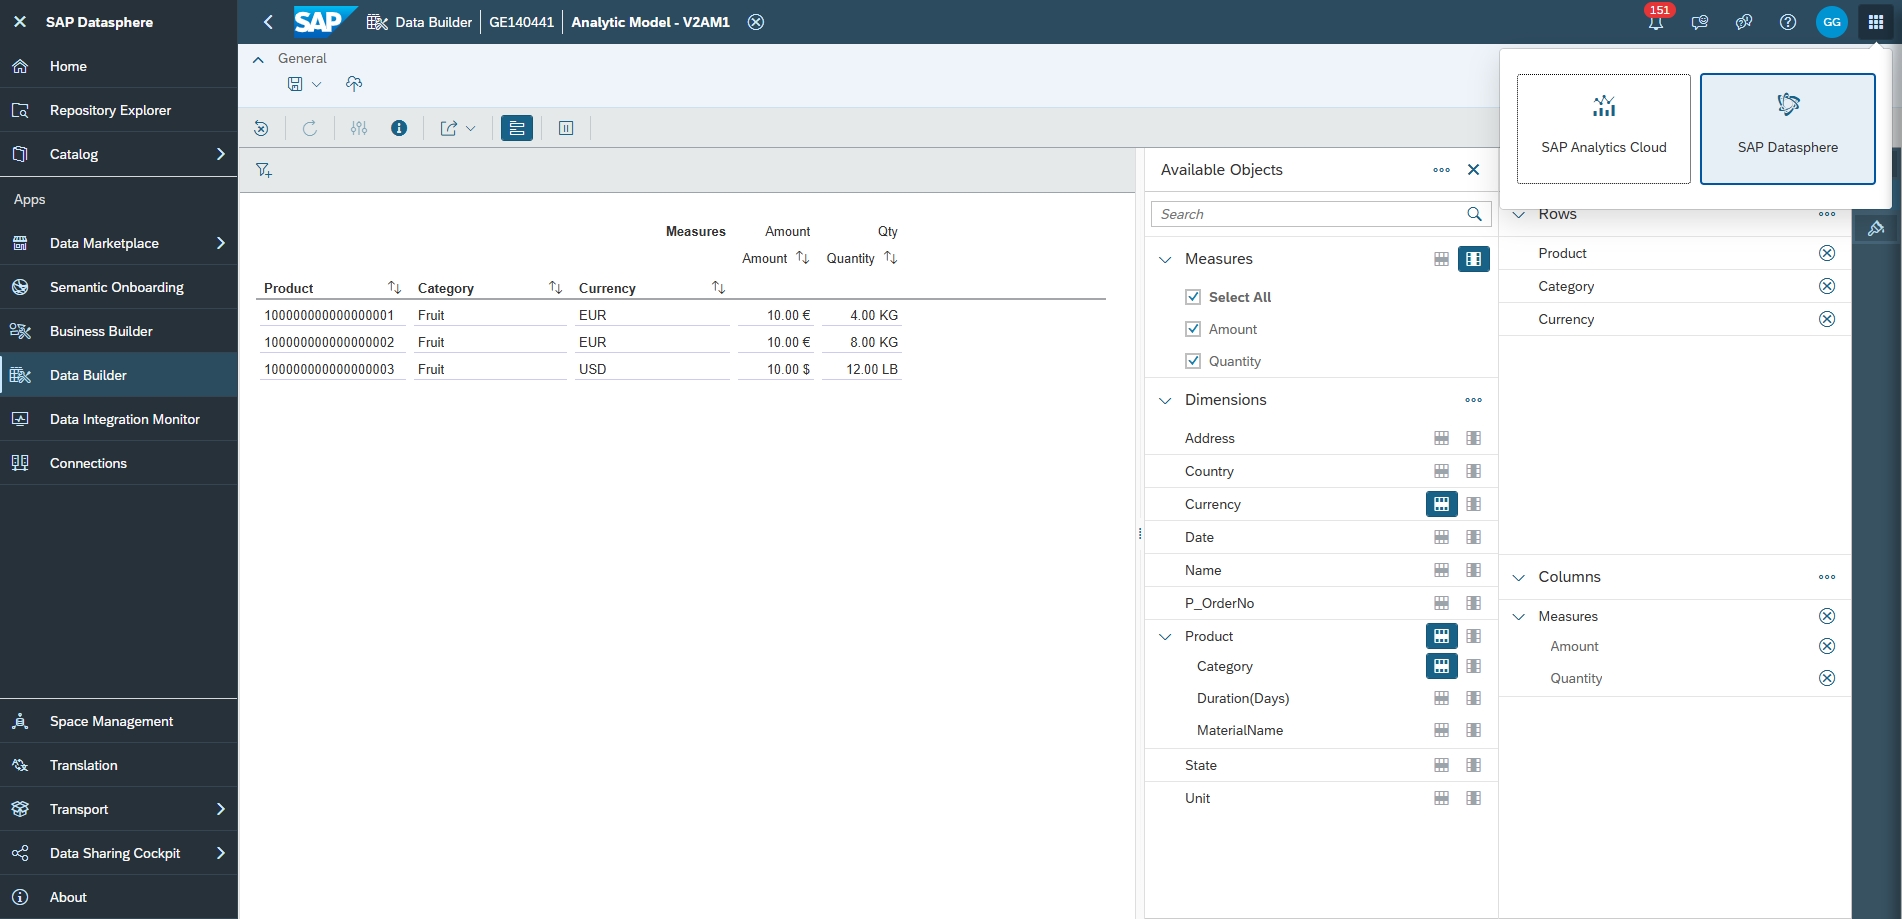 SAP Datasphere
Home
Repository Explorer
Catalog
Apps
Data Marketplace
Semantic Onboarding
Business Builder
Data Builder
Data Integration Monitor
Connections
Space Management
Translation
Transport
Data Sharing Cockpit
About
SAP Data Builder GE140441 Analytic Model - V2AM1
151
GG
General
SAP Analytics Cloud
SAP Datasphere
Measures Amount Qty
Amount Quantity
Product Category Currency
100000000000000001 Fruit EUR 10.00 € 4.00 KG
100000000000000002 Fruit EUR 10.00 € 8.00 KG
100000000000000003 Fruit USD 10.00 $ 12.00 LB
Available Objects
Search
Measures
Select All
Amount
Quantity
Dimensions
Address
Country
Currency
Date
Name
P_OrderNo
Product
Category
Duration(Days)
MaterialName
State
Unit
Rows
Product
Category
Currency
Columns
Measures
Amount
Quantity